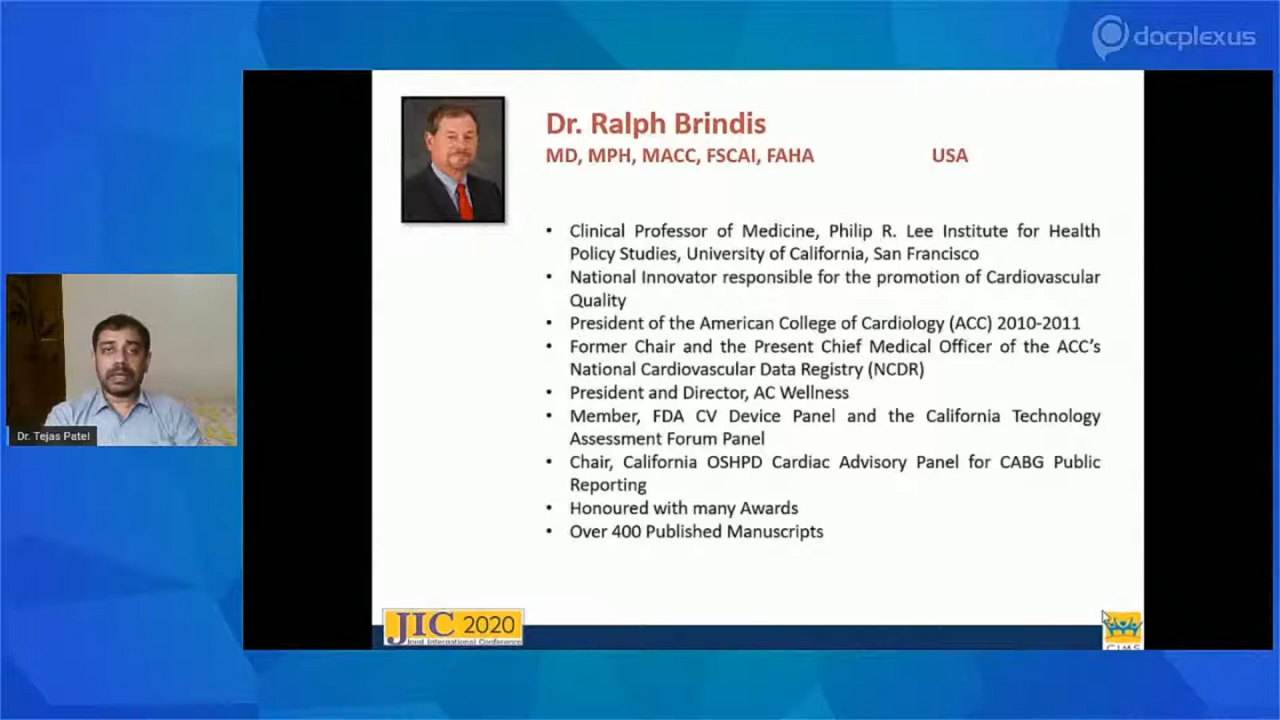 docplexus
Dr. Ralph Brindis
MD, MPH, MACC, FSCAI, FAHA USA
• Clinical Professor of Medicine, Philip R. Lee Institute for Health
Policy Studies, University of California, San Francisco
• National Innovator responsible for the promotion of Cardiovascular
Quality
• President of the American College of Cardiology (ACC) 2010-2011
• Former Chair and the Present Chief Medical Officer of the ACC’s
National Cardiovascular Data Registry (NCDR)
• President and Director, AC Wellness
• Member, FDA CV Device Panel and the California Technology
Assessment Forum Panel
• Chair, California OSHPD Cardiac Advisory Panel for CABG Public
Reporting
• Honoured with many Awards
• Over 400 Published Manuscripts
Dr. Tejas Patel
JIC 2020
Joint International Conference
CIMS